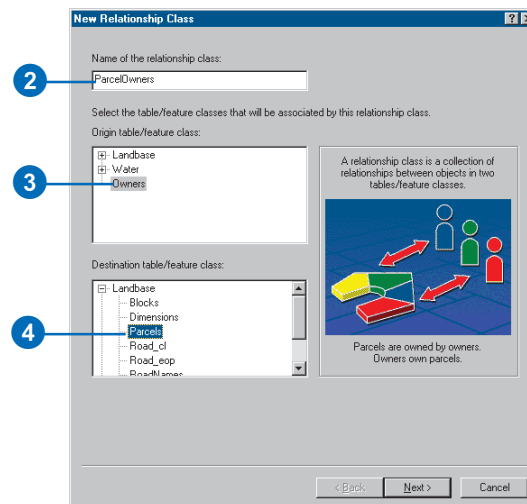 New Relationship Class
Name of the relationship class:
2
ParcelOwners
Select the table/feature classes that will be associated by this relationship class.
Origin table/feature class:
Landbase
Water
3
Owners
Destination table/feature class:
Landbase
Blocks
Dimensions
4
Parcels
Road_cl
Road_eop
RoadNames
A relationship class is a collection of
relationships between objects in two
tables/feature classes.
Parcels are owned by owners.
Owners own parcels.
< Back
Next >
Cancel